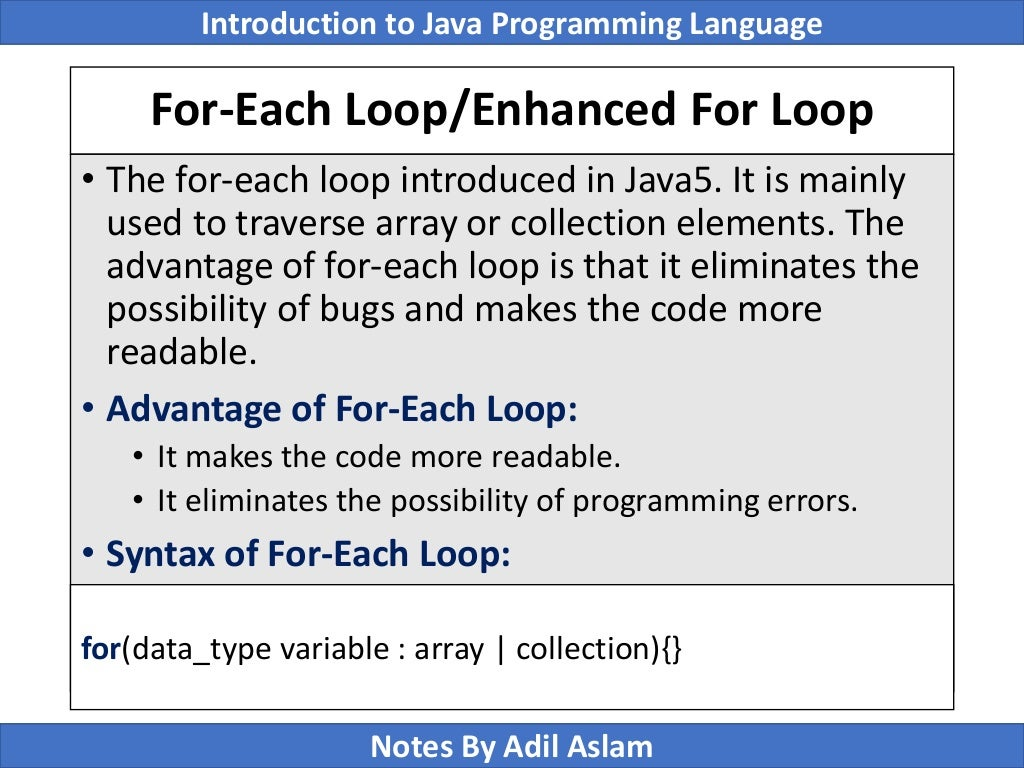 Introduction to Java Programming Language
For-Each Loop/Enhanced For Loop
• The for-each loop introduced in Java5. It is mainly
used to traverse array or collection elements. The
advantage of for-each loop is that it eliminates the
possibility of bugs and makes the code more
readable.
• Advantage of For-Each Loop:
• It makes the code more readable.
• It eliminates the possibility of programming errors.
• Syntax of For-Each Loop:
for(data_type variable : array | collection){}
Notes By Adil Aslam